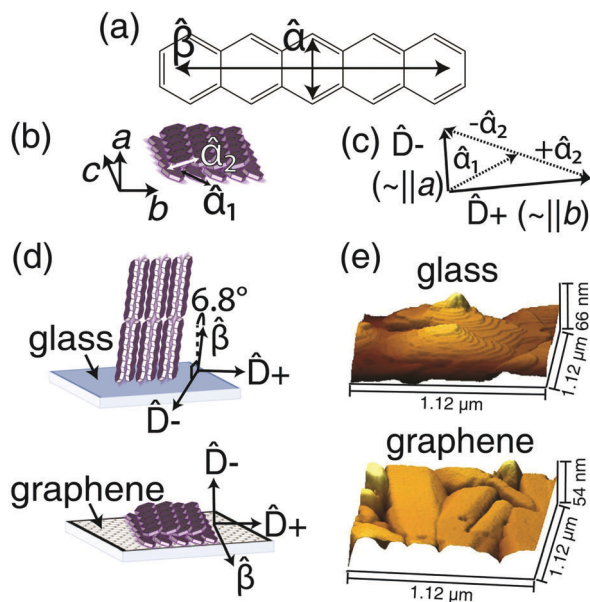 (a)
β̂
α̂
(b)
a
c
b
α̂₂
α̂₁
(c)
D̂-
(~||a)
-α̂₂
α̂₁
+α̂₂
D̂+ (~||b)
(d)
glass
6.8°
β̂
D̂+
D̂-
graphene
D̂-
D̂+
β̂
(e)
glass
66 nm
1.12 µm
1.12 µm
graphene
54 nm
1.12 µm
1.12 µm